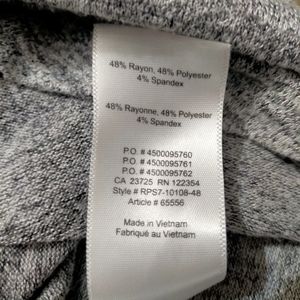 48% Rayon, 48% Polyester
4% Spandex
48% Rayonne, 48% Polyester
4% Spandex
P.O. # 4500095760
P.O. # 4500095761
P.O. # 4500095762
CA 23725 RN 122354
Style # RPS7-10108-48
Article # 65556
Made in Vietnam
Fabriqué au Vietnam